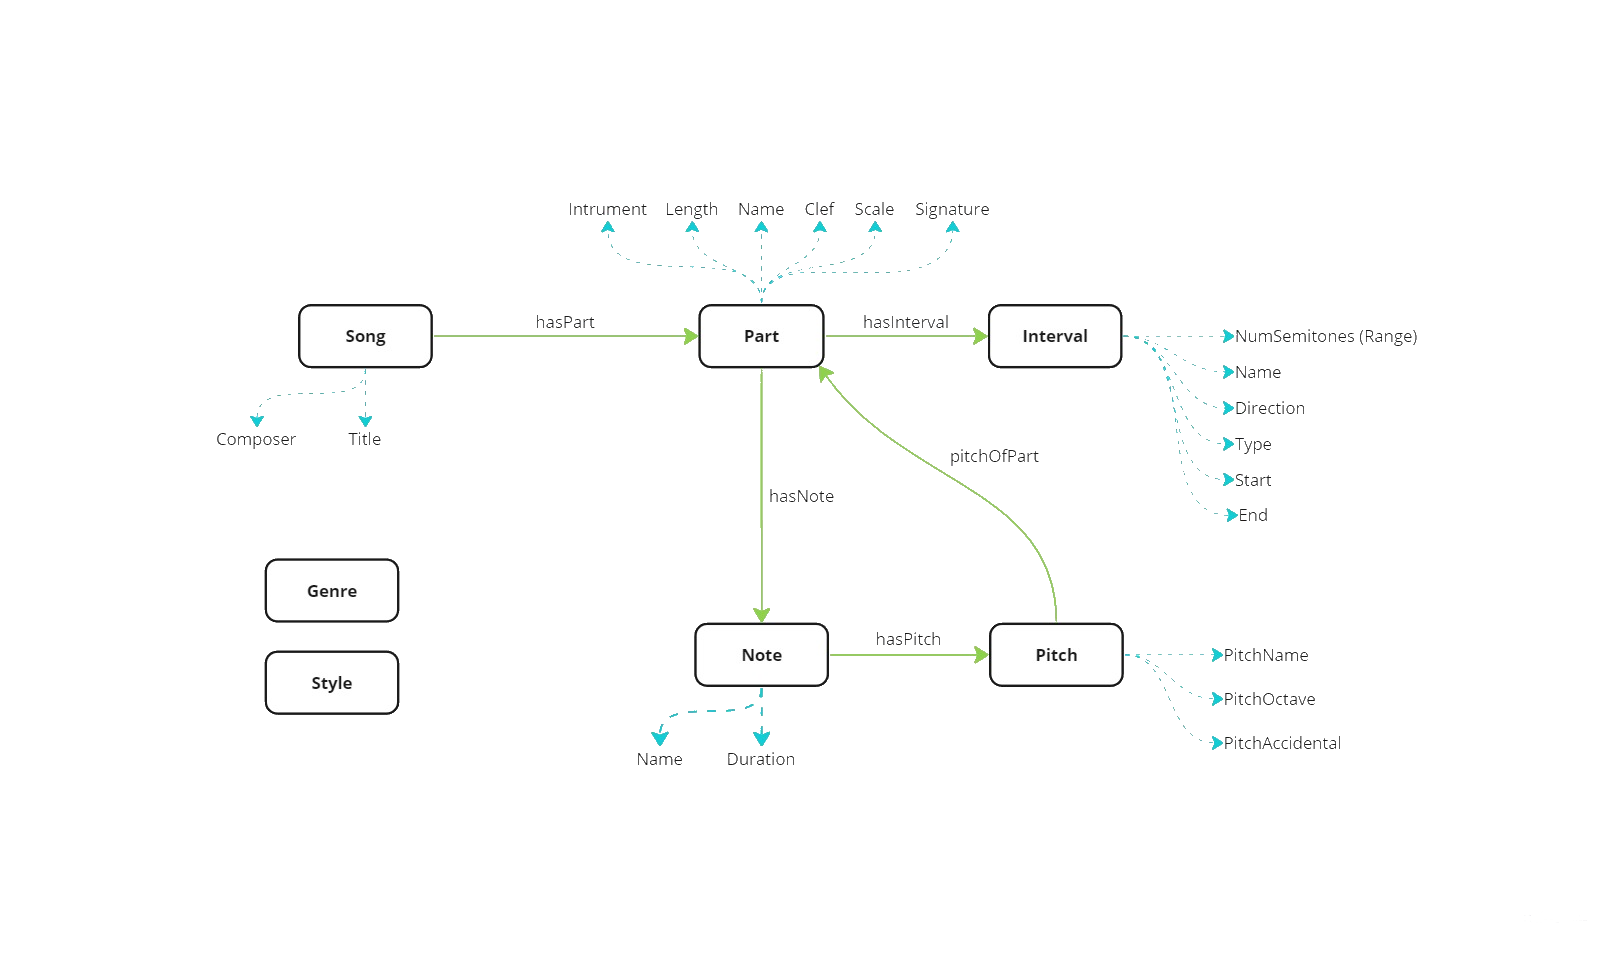 Intrument Length Name Clef Scale Signature
hasPart
hasInterval
Song
Part
Interval
NumSemitones (Range)
Name
Direction
Type
Start
End
Composer Title
pitchOfPart
hasNote
Genre
Style
Note
hasPitch
Pitch
PitchName
PitchOctave
PitchAccidental
Name Duration